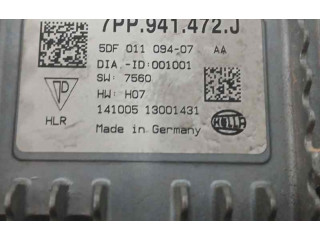 7PP.941.472.J
5DF 011 094-07 AA
DIA.-ID:001001
SW: 7560
HW: H07
D
HLR
141005 13001431
HELLA
Made in Germany